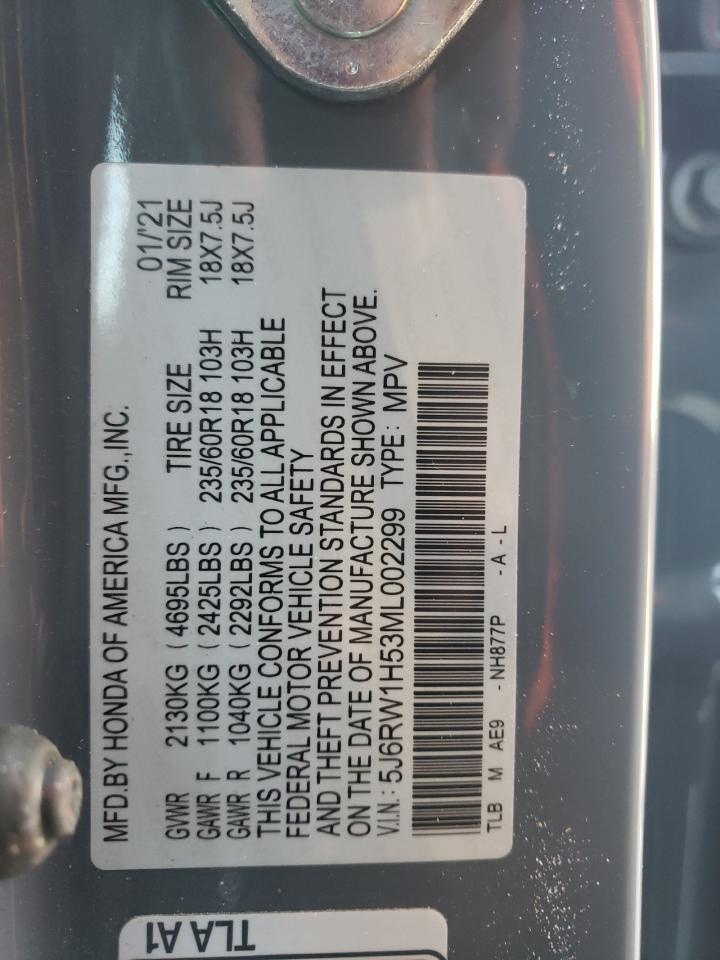 MFD.BY HONDA OF AMERICA MFG.,INC. 01/'21
GVWR 2130KG (4695LBS) TIRE SIZE RIM SIZE
GAWR F 1100KG (2425LBS) 235/60R18 103H 18X7.5J
GAWR R 1040KG (2292LBS) 235/60R18 103H 18X7.5J
THIS VEHICLE CONFORMS TO ALL APPLICABLE
FEDERAL MOTOR VEHICLE SAFETY
AND THEFT PREVENTION STANDARDS IN EFFECT
ON THE DATE OF MANUFACTURE SHOWN ABOVE.
V.I.N.: 5J6RW1H53ML002299 TYPE: MPV
TLB M AE9 -NH877P -A-L
TLA A1